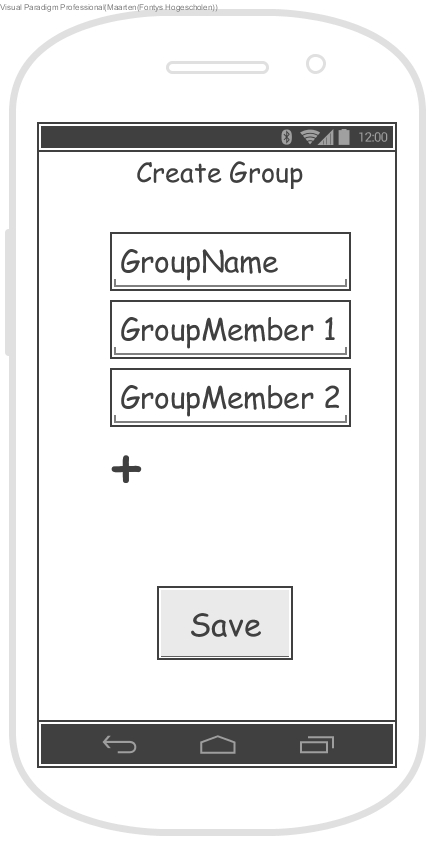 Visual Paradigm Professional(Maarten(Fontys Hogescholen))
12:00
Create Group
GroupName
GroupMember 1
GroupMember 2
+
Save